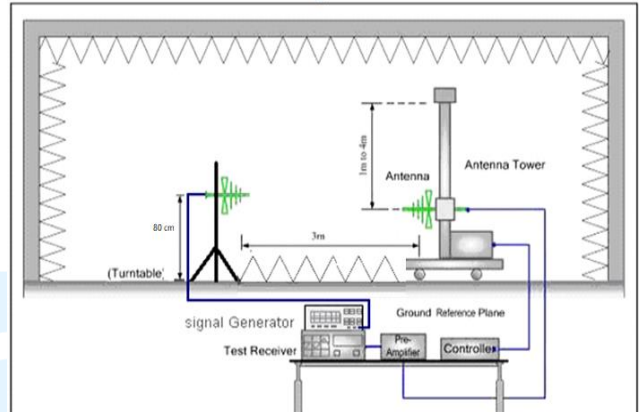 1m to 4m
Antenna
Antenna Tower
80 cm
3m
(Turntable)
Ground Reference Plane
signal Generator
Test Receiver
Pre-
Amplifier
Controller